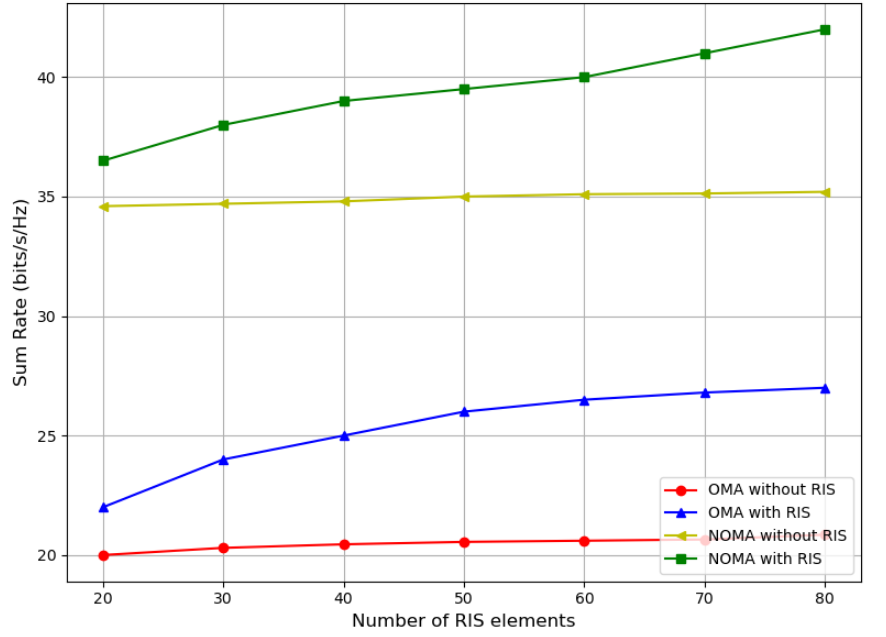 40
35
30
25
20
Sum Rate (bits/s/Hz)
OMA without RIS
OMA with RIS
NOMA without RIS
NOMA with RIS
20 30 40 50 60 70 80
Number of RIS elements